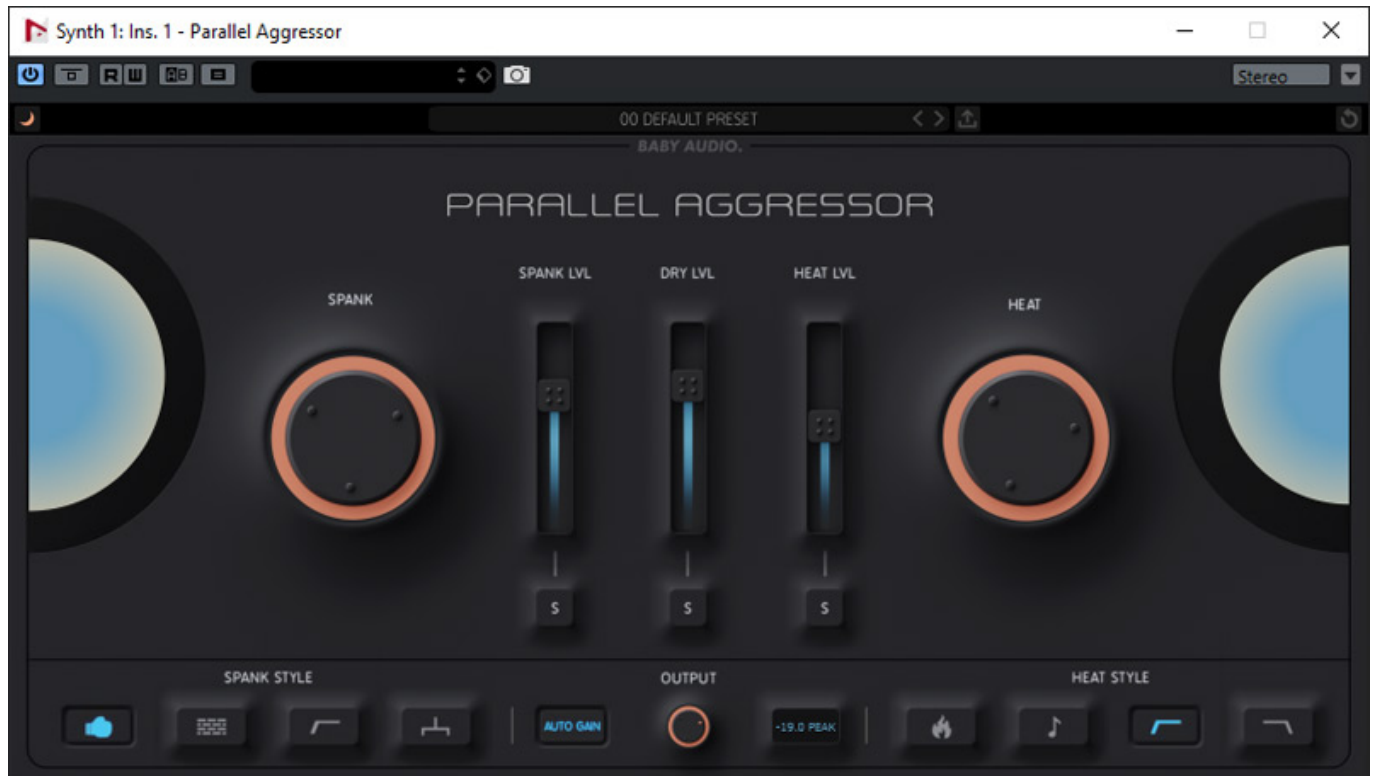 Synth 1: Ins. 1 - Parallel Aggressor
R W
AB
Stereo
00 DEFAULT PRESET
BABY AUDIO.
PARALLEL AGGRESSOR
SPANK LVL
DRY LVL
HEAT LVL
SPANK
HEAT
S
S
S
SPANK STYLE
OUTPUT
HEAT STYLE
AUTO GAIN
-19.0 PEAK